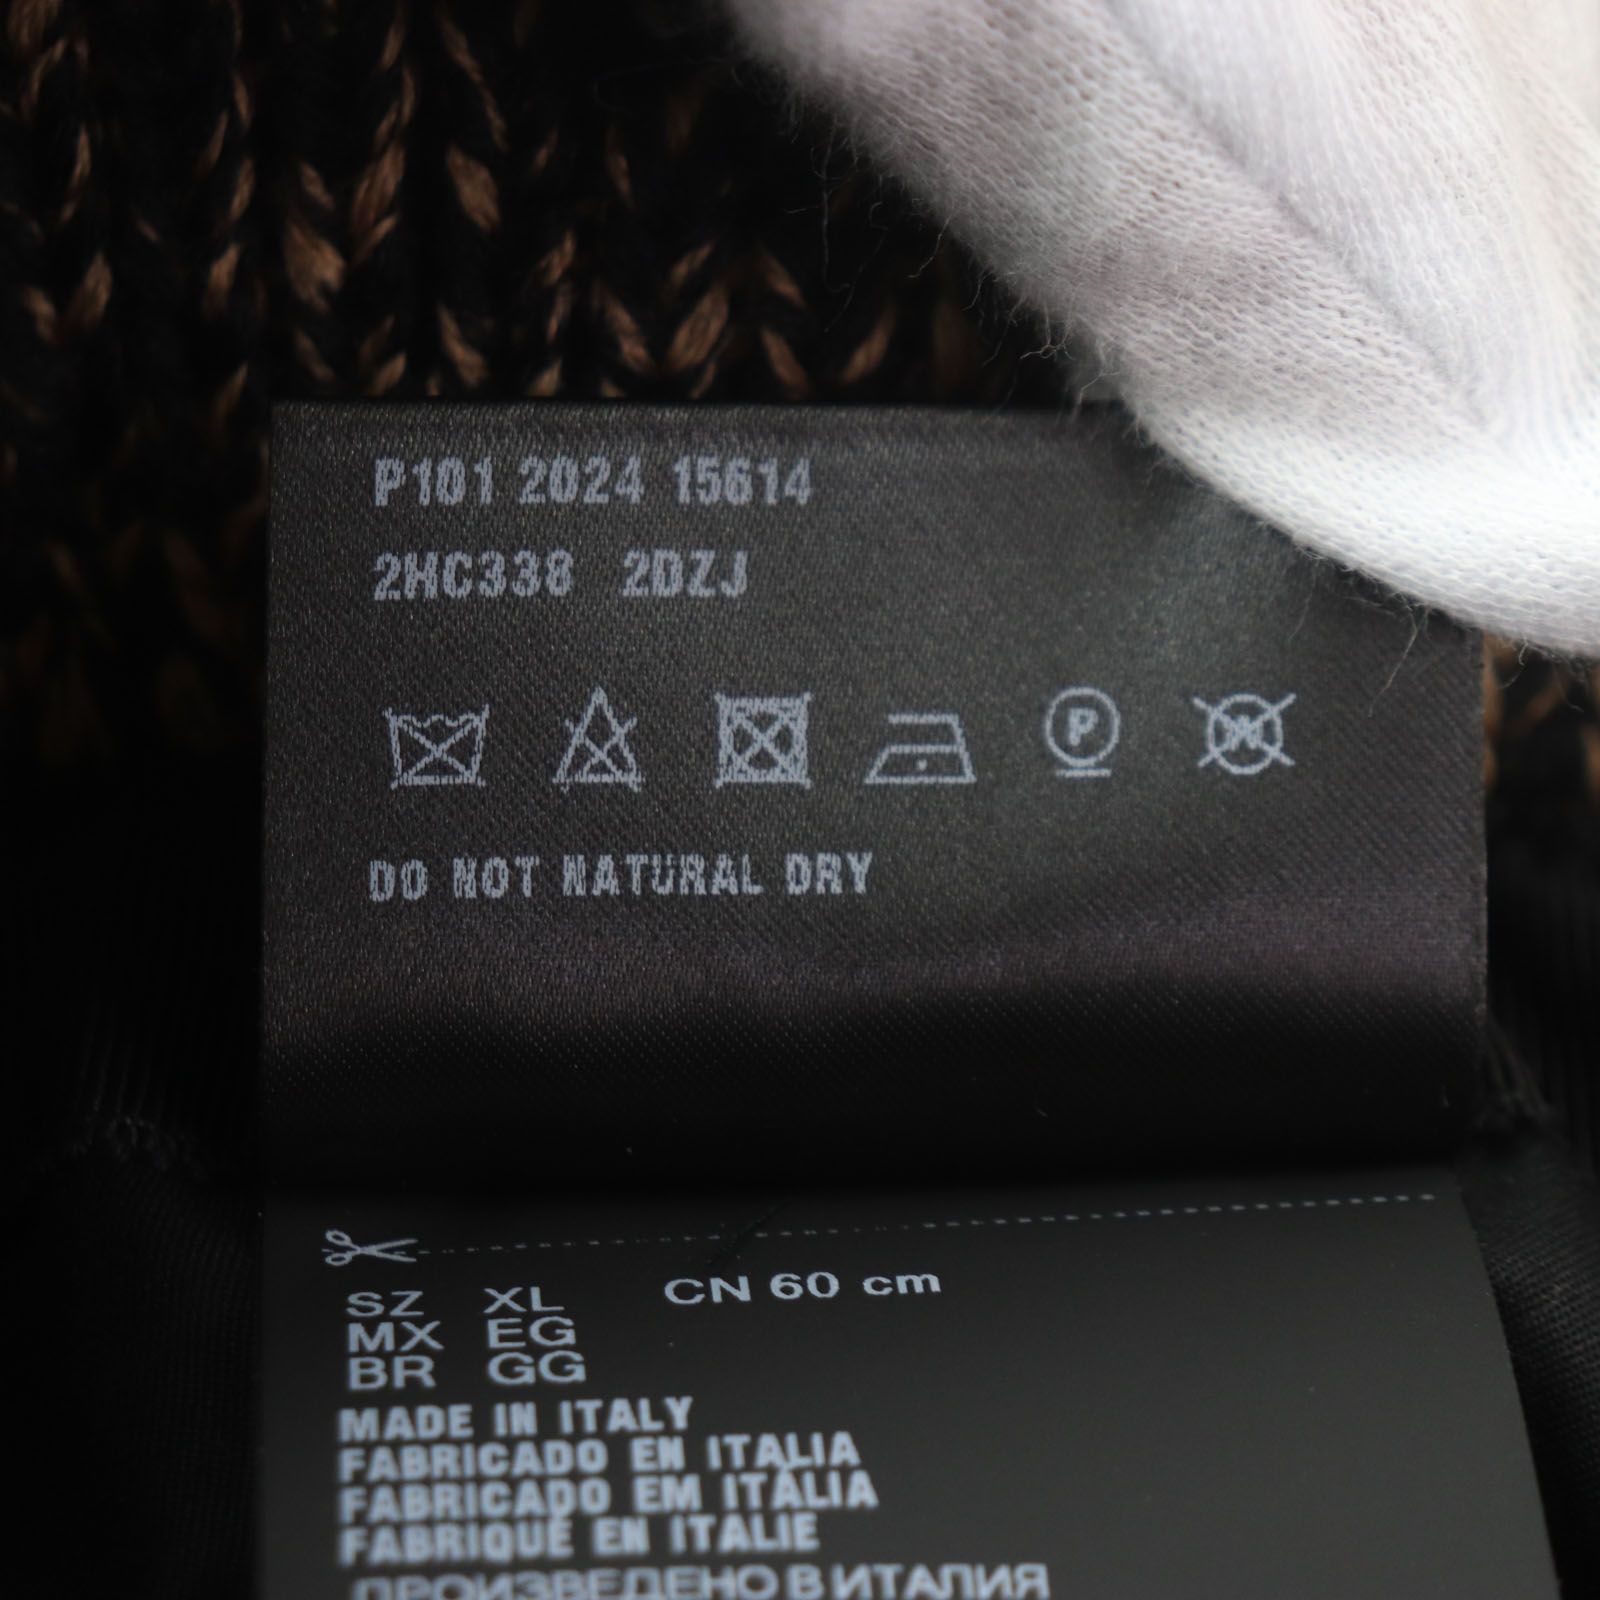 P101 2024 15614
2HC338 2DZJ
P
W
DO NOT NATURAL DRY
SZ XL CN 60 cm
MX EG
BR GG
MADE IN ITALY
FABRICADO EN ITALIA
FABRICADO EM ITÁLIA
FABRIQUÉ EN ITALIE
ПРОИЗВЕДЕНО В ИТАЛИЯ